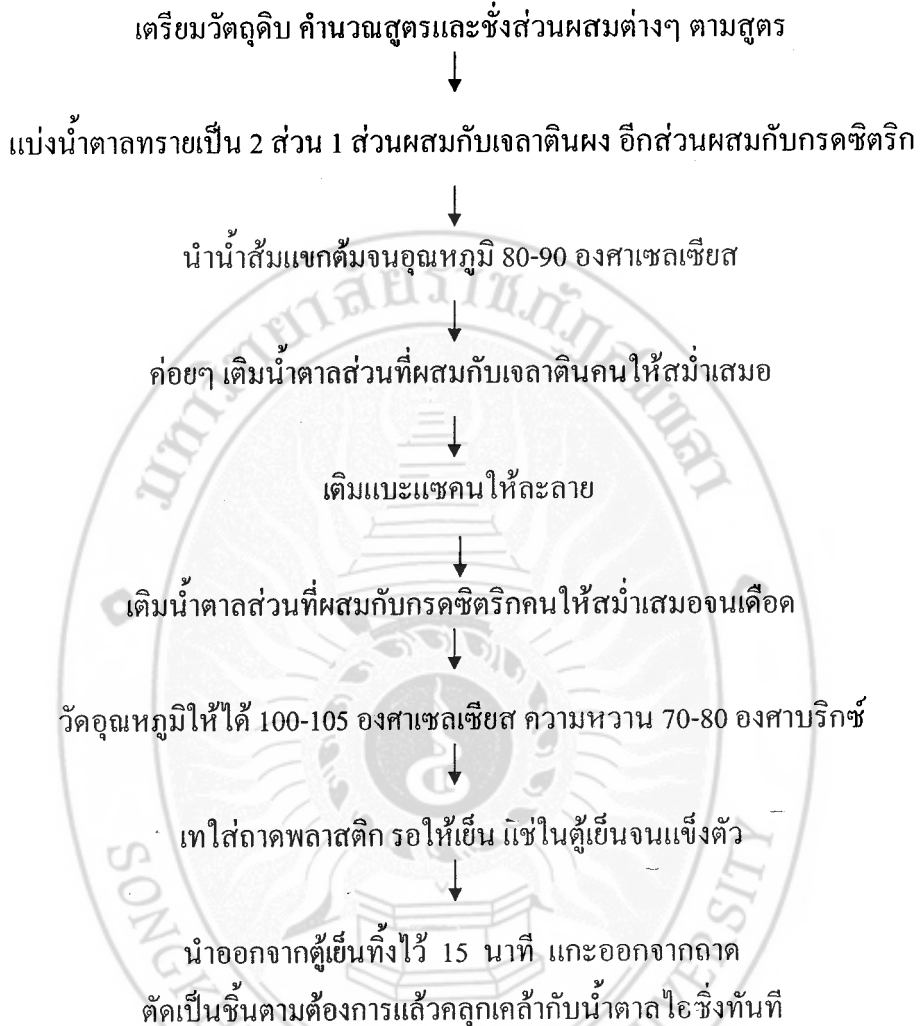 เตรียมวัตถุดิบ คำนวณสูตรและชั่งส่วนผสมต่างๆ ตามสูตร
แบ่งน้ำตาลทรายเป็น 2 ส่วน 1 ส่วนผสมกับเจลาตินผง อีกส่วนผสมกับกรดซิตริก
นำน้ำส้มแขกต้มจนอุณหภูมิ 80-90 องศาเซลเซียส
ค่อยๆ เติมน้ำตาลส่วนที่ผสมกับเจลาตินคนให้สม่ำเสมอ
เติมแบะแซคนให้ละลาย
เติมน้ำตาลส่วนที่ผสมกับกรดซิตริกคนให้สม่ำเสมอจนเดือด
วัดอุณหภูมิให้ได้ 100-105 องศาเซลเซียส ความหวาน 70-80 องศาบริกซ์
เทใส่ถาดพลาสติก รอให้เย็น แช่ในตู้เย็นจนแข็งตัว
นำออกจากตู้เย็นทิ้งไว้ 15 นาที แกะออกจากถาด
ตัดเป็นชิ้นตามต้องการแล้วคลุกเคล้ากับน้ำตาลไอซิ่งทันที
มหาวิทยาลัยราชภัฏสงขลา